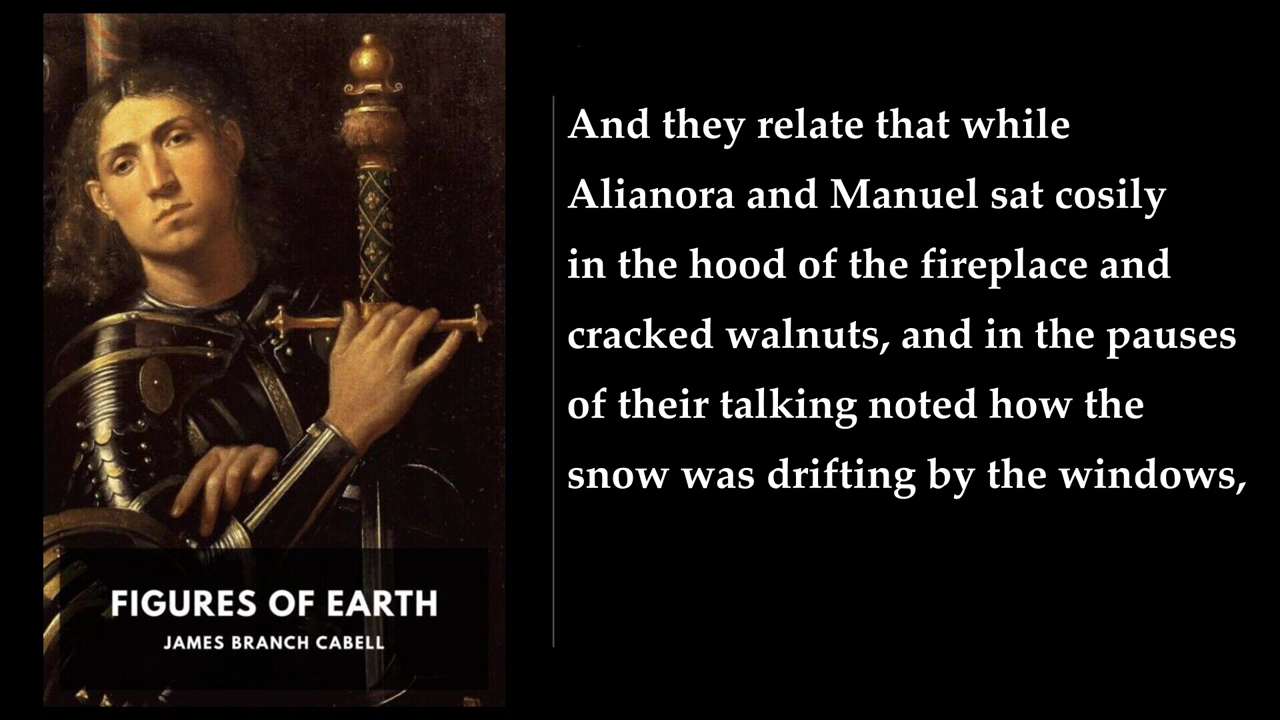 FIGURES OF EARTH
JAMES BRANCH CABELL
And they relate that while
Alianora and Manuel sat cosily
in the hood of the fireplace and
cracked walnuts, and in the pauses
of their talking noted how the
snow was drifting by the windows,